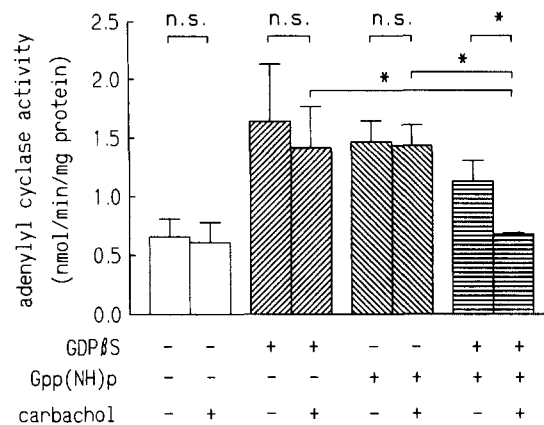 n.s. n.s. n.s. *
* *
2.5
2.0
1.5
1.0
0.5
0.0
adenylyl cyclase activity
(nmol/min/mg protein)
GDPβS − − + + − − + +
Gpp(NH)p − − − − + + + +
carbachol − + − + − + − +